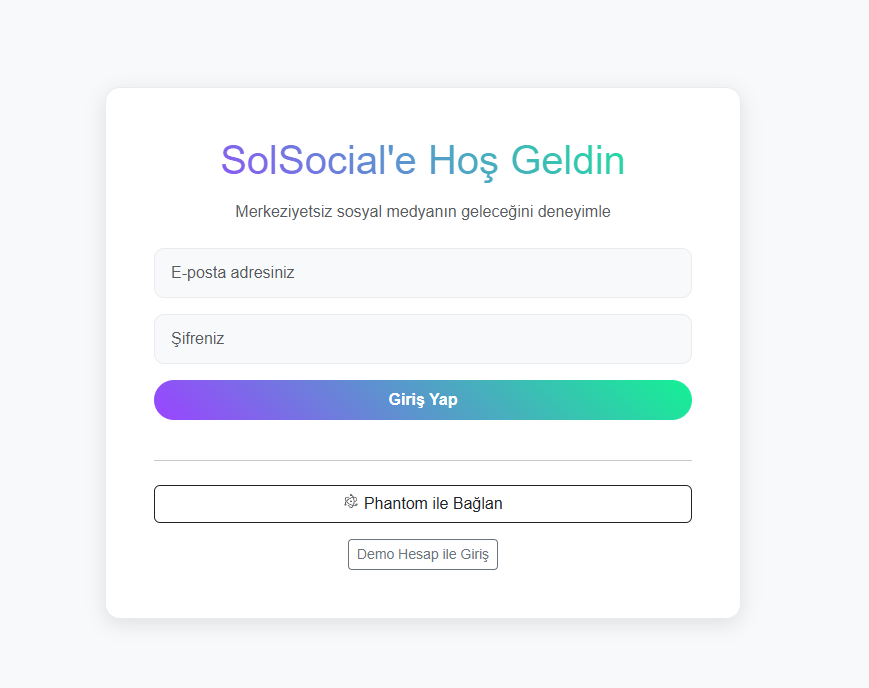 SolSocial'e Hoş Geldin
Merkeziyetsiz sosyal medyanın geleceğini deneyimle
E-posta adresiniz
Şifreniz
Giriş Yap
Phantom ile Bağlan
Demo Hesap ile Giriş